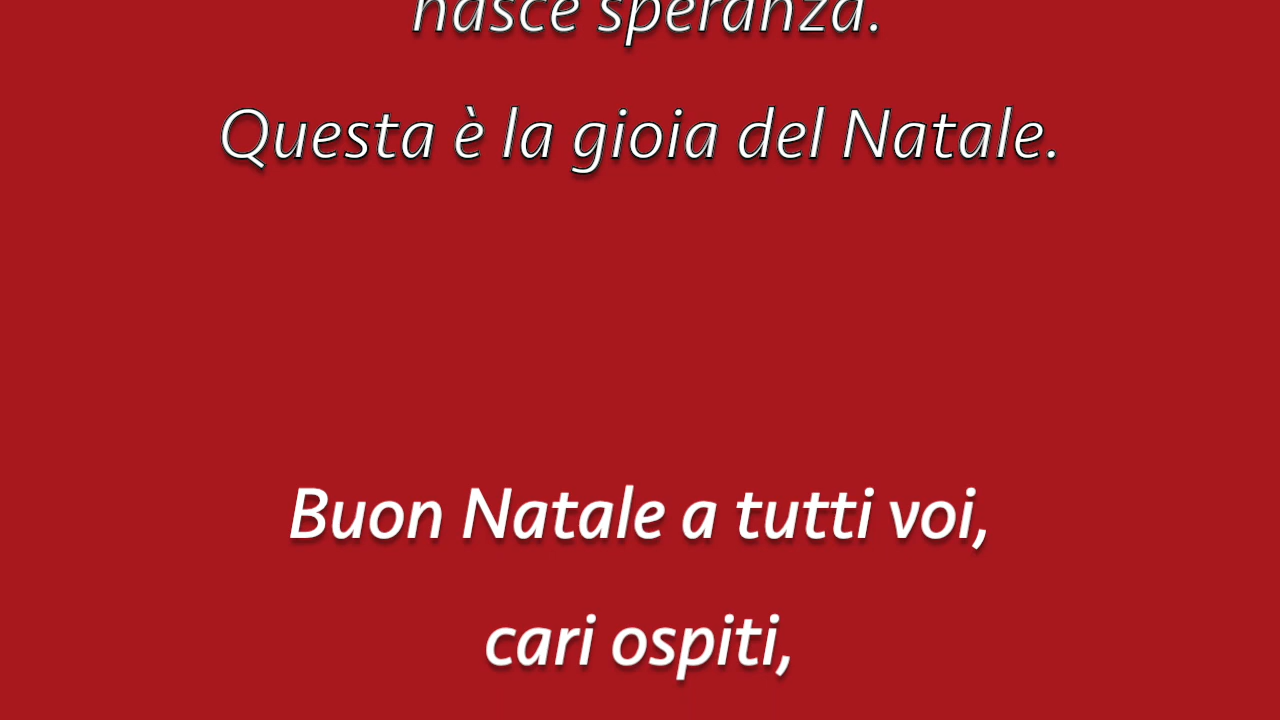 nasce speranza.
Questa è la gioia del Natale.
Buon Natale a tutti voi,
cari ospiti,